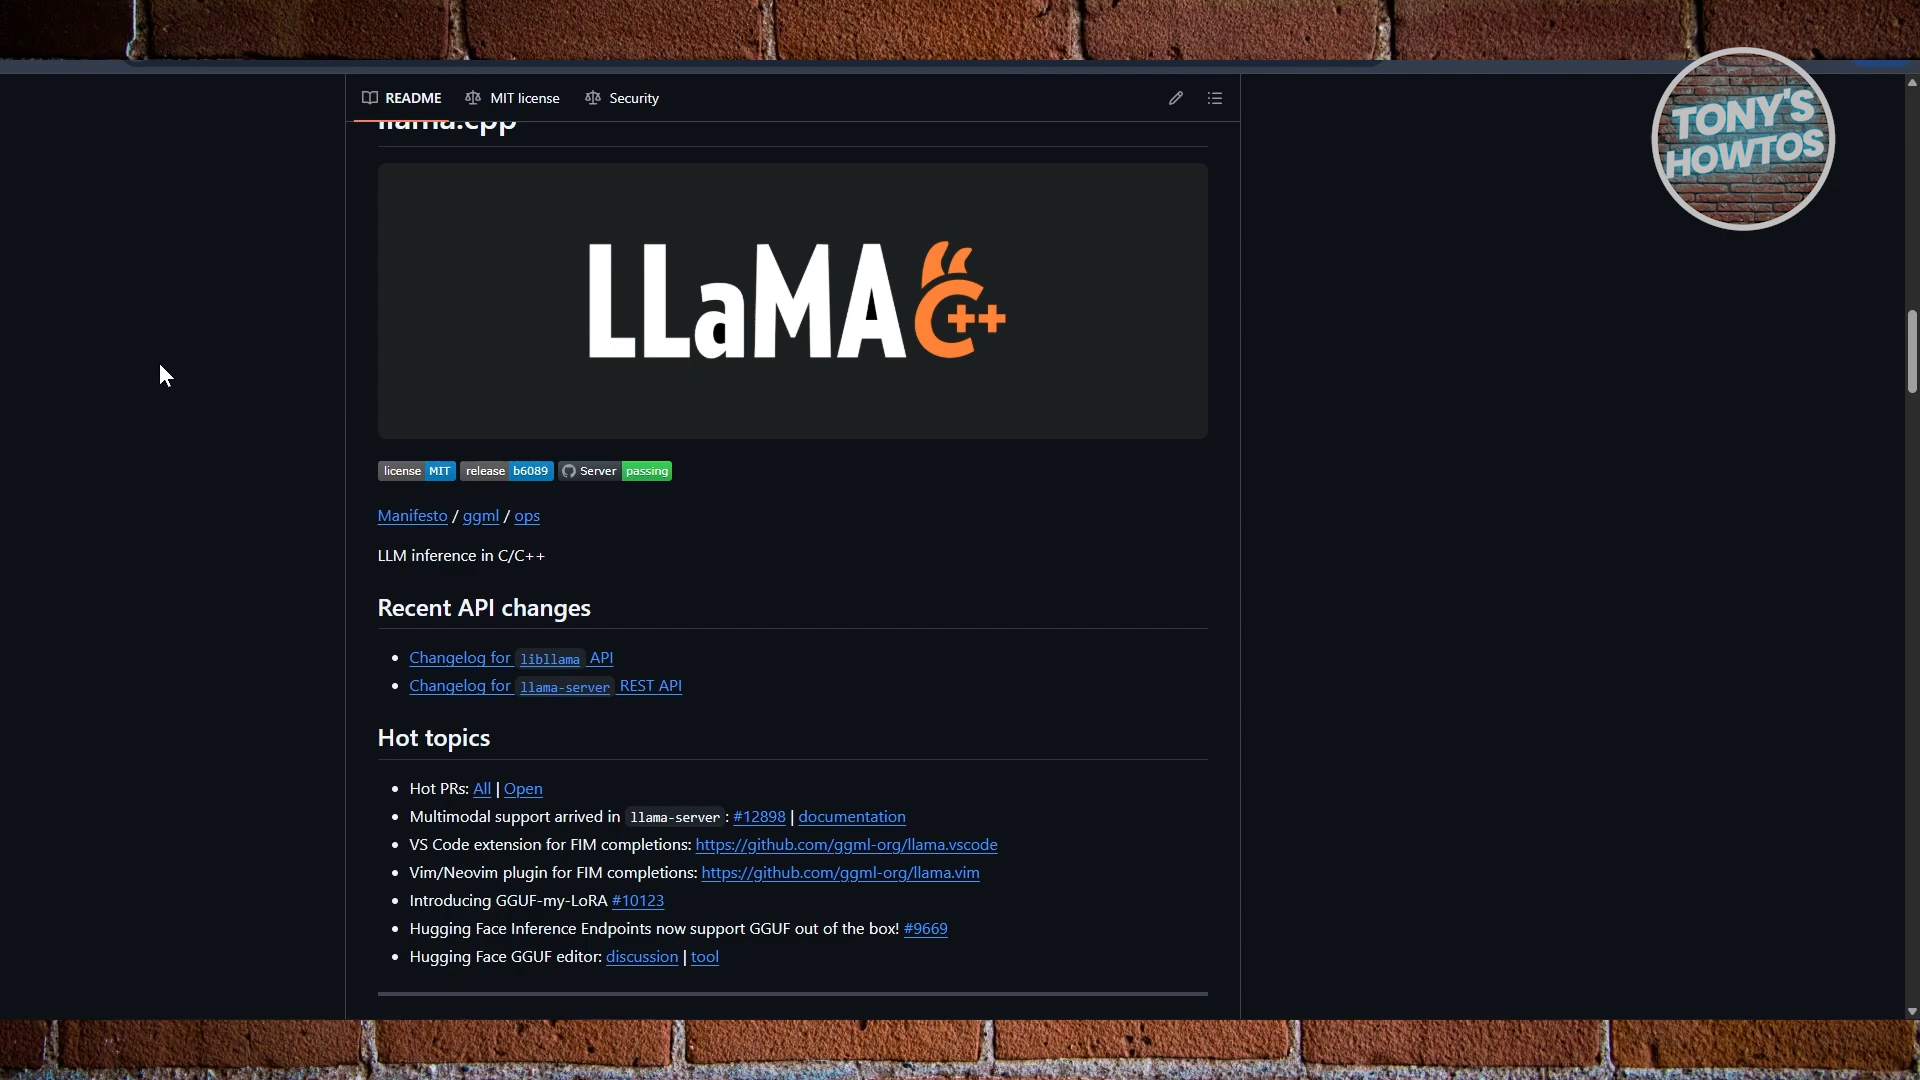 README MIT license Security
llama.cpp
TONY'S
HOWTOS
LLaMA C++
license MIT release b6089 Server passing
Manifesto / ggml / ops
LLM inference in C/C++
Recent API changes
Changelog for libllama API
Changelog for llama-server REST API
Hot topics
Hot PRs: All | Open
Multimodal support arrived in llama-server : #12898 | documentation
VS Code extension for FIM completions: https://github.com/ggml-org/llama.vscode
Vim/Neovim plugin for FIM completions: https://github.com/ggml-org/llama.vim
Introducing GGUF-my-LoRA #10123
Hugging Face Inference Endpoints now support GGUF out of the box! #9669
Hugging Face GGUF editor: discussion | tool